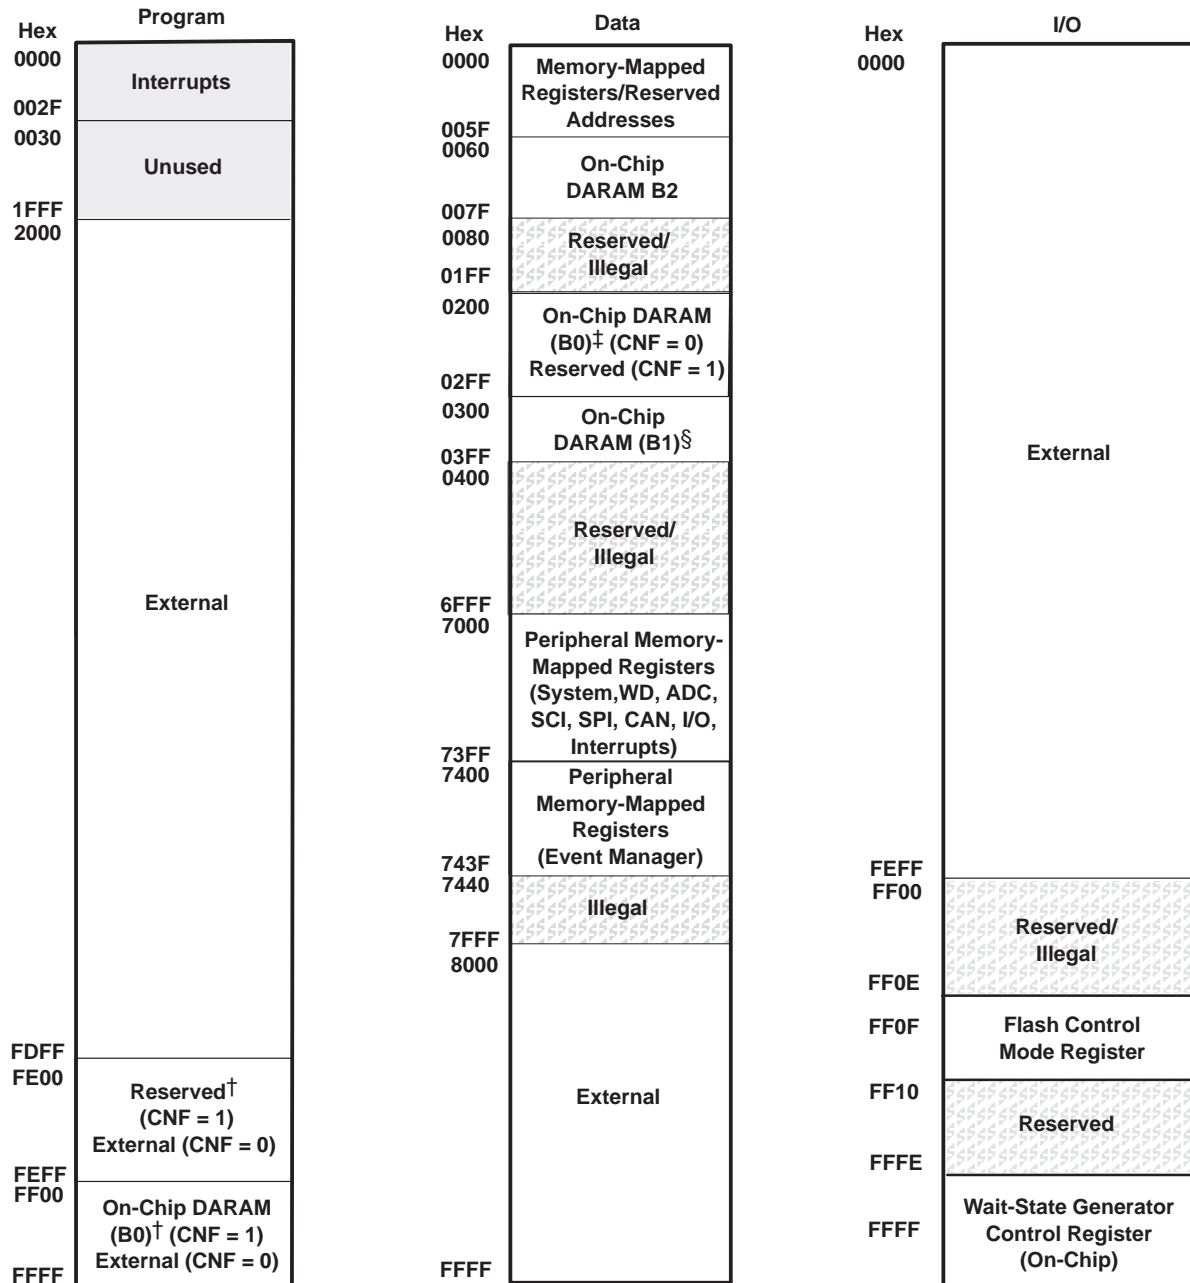 Program
Hex
0000
Interrupts
002F
0030
Unused
1FFF
2000
External
FDFF
FE00
Reserved†
(CNF = 1)
External (CNF = 0)
FEFF
FF00
On-Chip DARAM
(B0)† (CNF = 1)
External (CNF = 0)
FFFF
Data
Hex
0000
Memory-Mapped
Registers/Reserved
Addresses
005F
0060
On-Chip
DARAM B2
007F
0080
Reserved/
Illegal
01FF
0200
On-Chip DARAM
(B0)‡ (CNF = 0)
Reserved (CNF = 1)
02FF
0300
On-Chip
DARAM (B1)§
03FF
0400
Reserved/
Illegal
6FFF
7000
Peripheral Memory-
Mapped Registers
(System,WD, ADC,
SCI, SPI, CAN, I/O,
Interrupts)
73FF
7400
Peripheral
Memory-Mapped
Registers
(Event Manager)
743F
7440
Illegal
7FFF
8000
External
FFFF
I/O
Hex
0000
External
FEFF
FF00
Reserved/
Illegal
FF0E
FF0F
Flash Control
Mode Register
FF10
Reserved
FFFE
Wait-State Generator
Control Register
(On-Chip)
FFFF